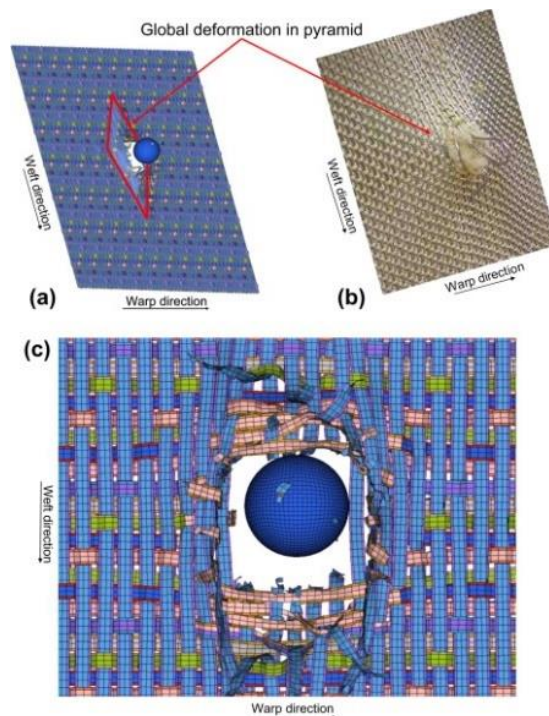 Global deformation in pyramid
Weft direction
(a)
Warp direction
Weft direction
(b)
Warp direction
(c)
Weft direction
Warp direction